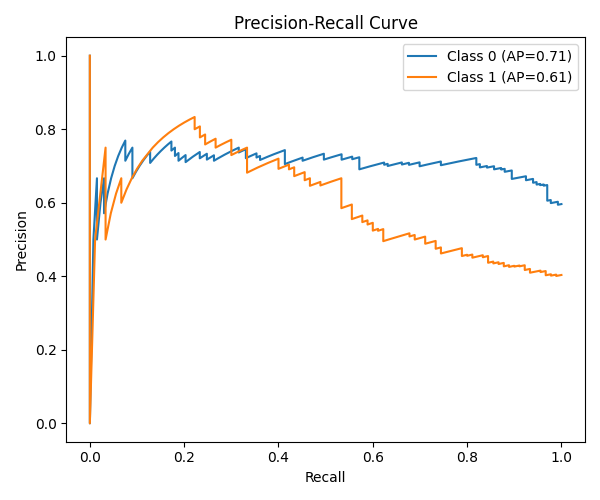 Precision-Recall Curve
Class 0 (AP=0.71)
Class 1 (AP=0.61)
Precision
1.0
0.8
0.6
0.4
0.2
0.0
0.0 0.2 0.4 0.6 0.8 1.0
Recall